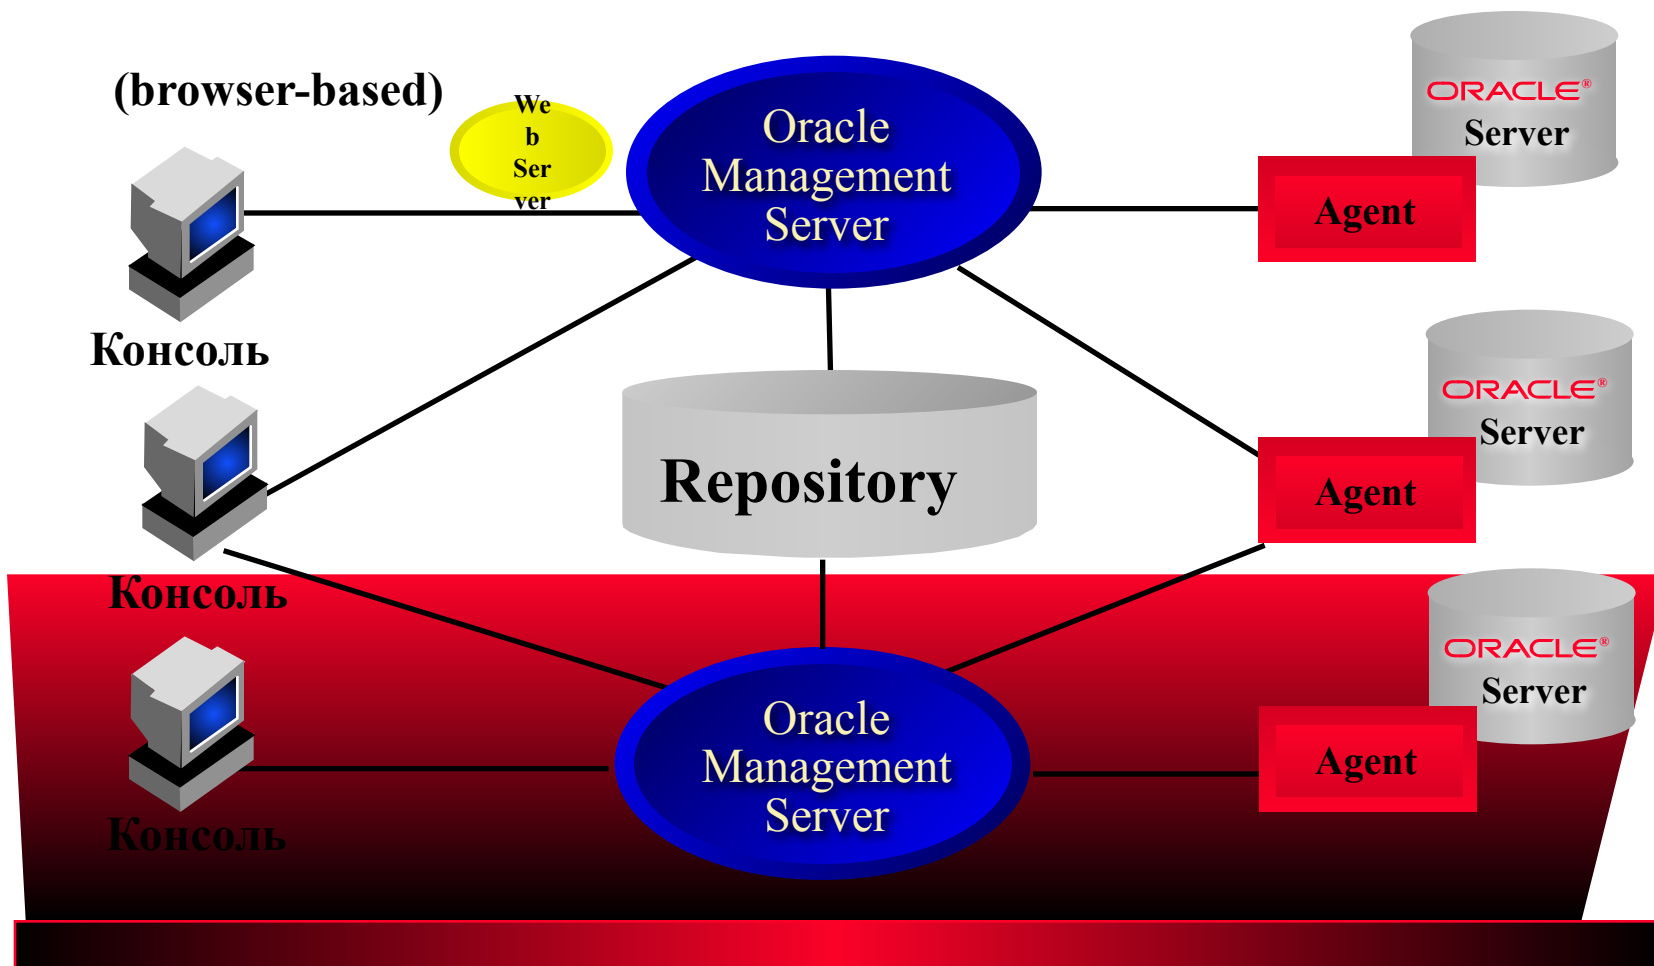 (browser-based)
We
b
Ser
ver
Oracle
Management
Server
ORACLE®
Server
Agent
Консоль
ORACLE®
Server
Agent
Repository
Консоль
ORACLE®
Server
Agent
Oracle
Management
Server
Консоль